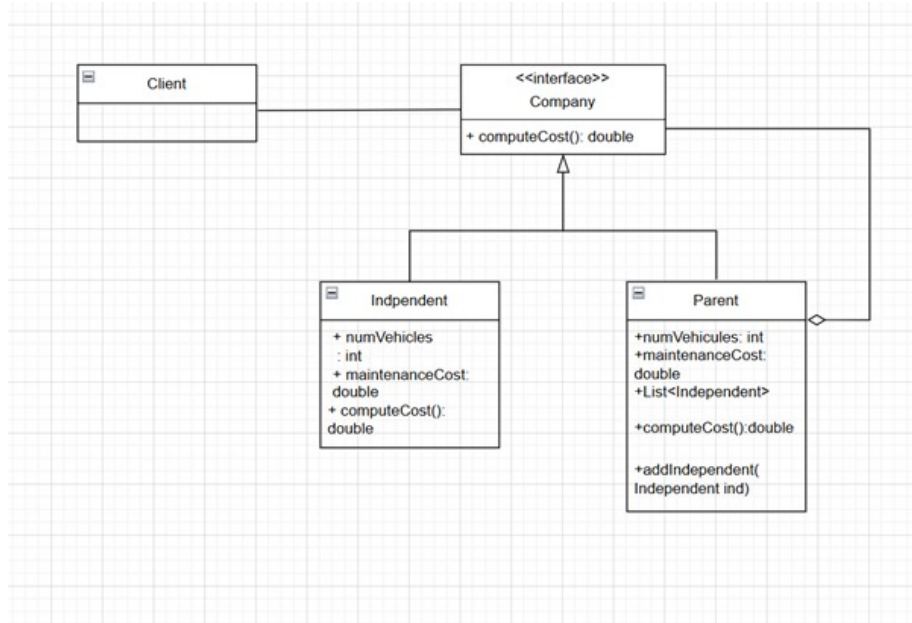 Client
<<interface>>
Company
+ computeCost(): double
Indpendent
+ numVehicles
: int
+ maintenanceCost:
double
+ computeCost():
double
Parent
+numVehicules: int
+maintenanceCost:
double
+List<Independent>
+computeCost():double
+addIndependent(
Independent ind)